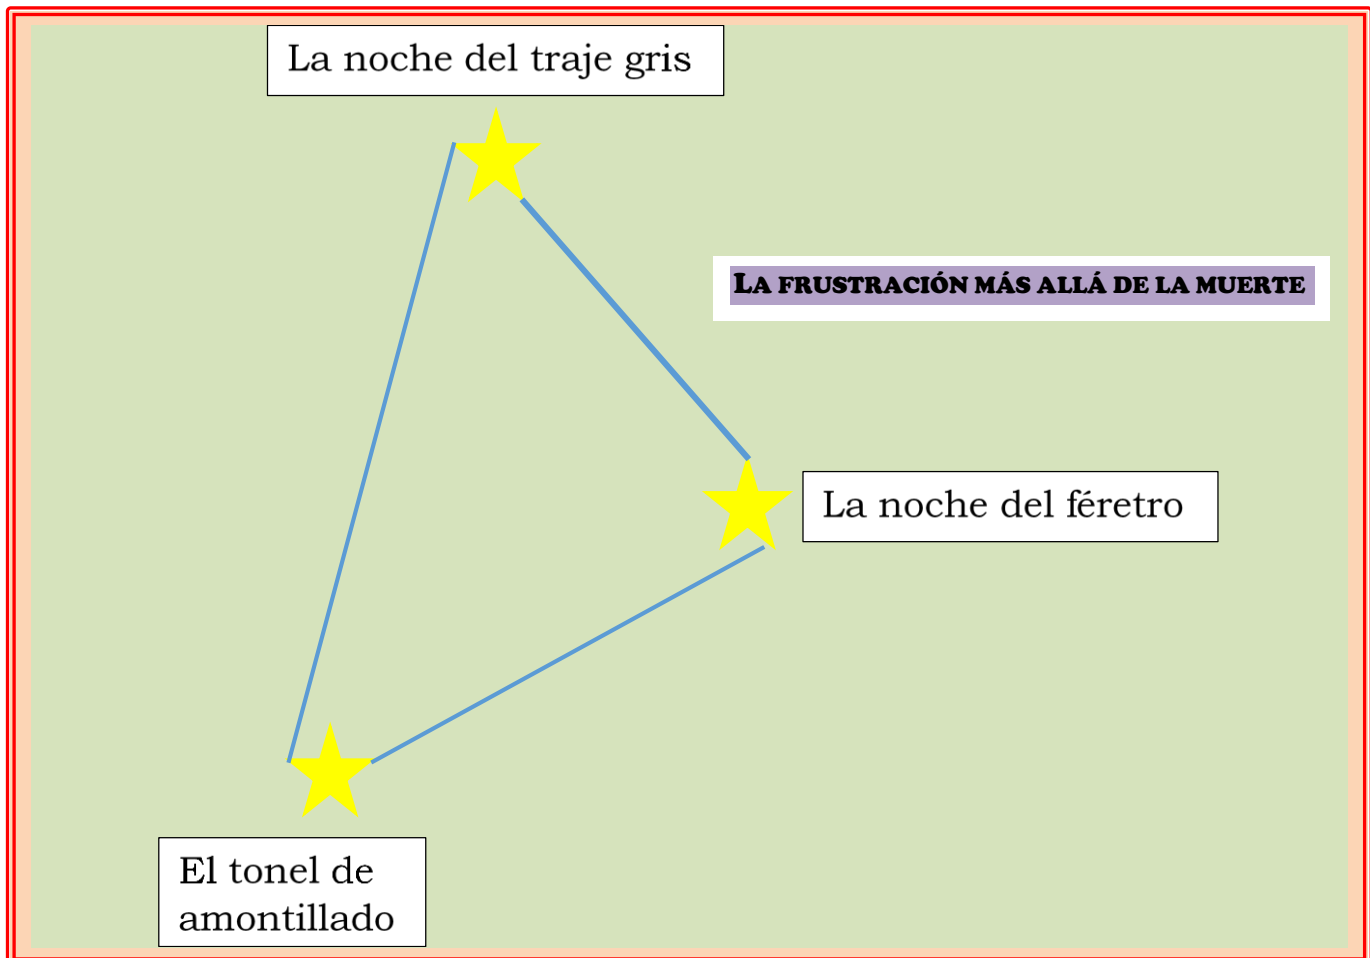 La noche del traje gris
LA FRUSTRACIÓN MÁS ALLÁ DE LA MUERTE
La noche del féretro
El tonel de
amontillado